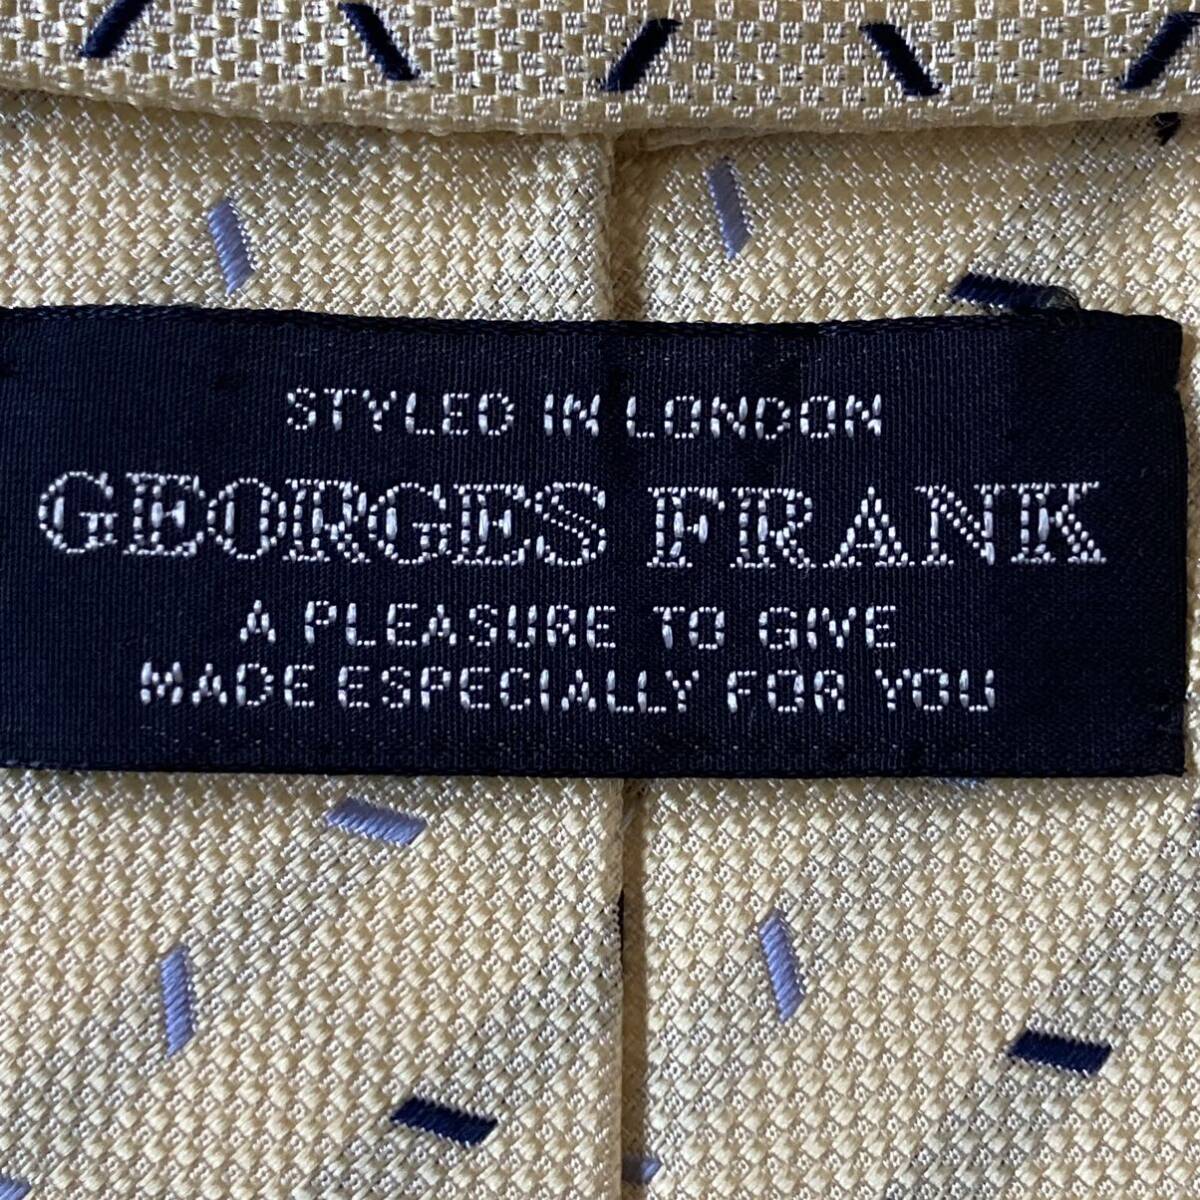 STYLED IN LONDON
GEORGES FRANK
A PLEASURE TO GIVE
MADE ESPECIALLY FOR YOU